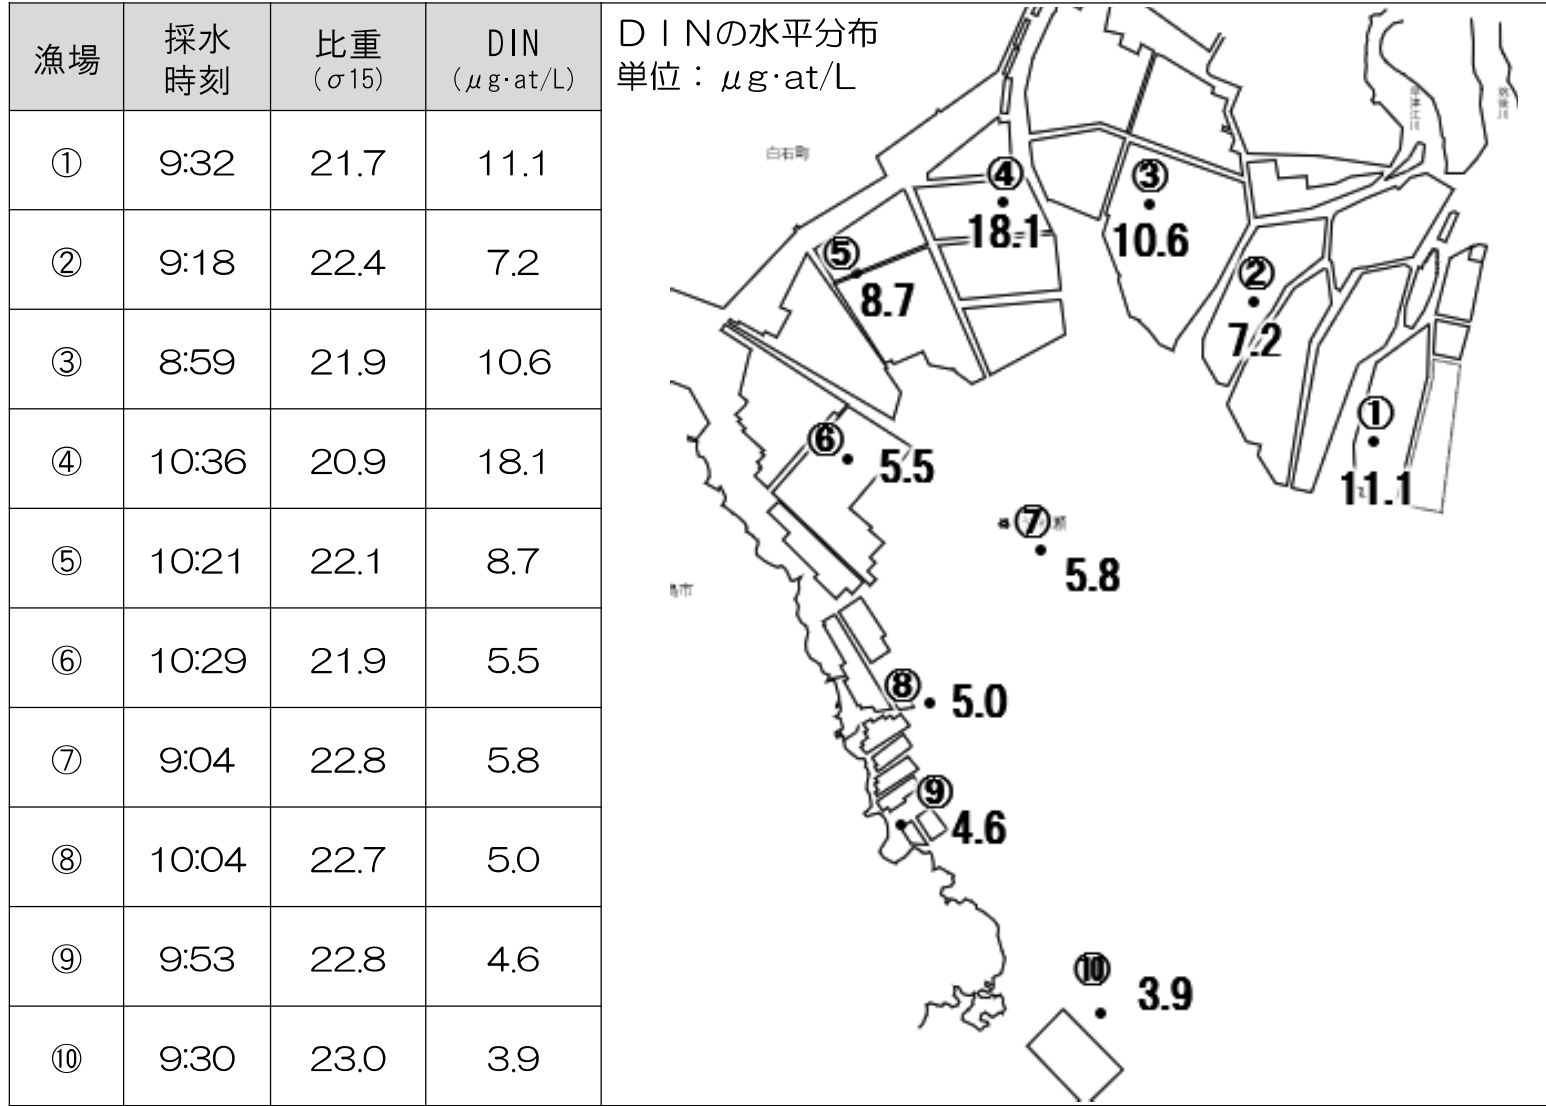 漁場 採水時刻 比重(σ15) DIN(μg·at/L)
① 9:32 21.7 11.1
② 9:18 22.4 7.2
③ 8:59 21.9 10.6
④ 10:36 20.9 18.1
⑤ 10:21 22.1 8.7
⑥ 10:29 21.9 5.5
⑦ 9:04 22.8 5.8
⑧ 10:04 22.7 5.0
⑨ 9:53 22.8 4.6
⑩ 9:30 23.0 3.9
DINの水平分布
単位：μg·at/L
白石町
④
18.1
③
10.6
⑤
8.7
②
7.2
①
11.1
⑥
5.5
⑦
5.8
島市
⑧
5.0
⑨
4.6
⑩
3.9